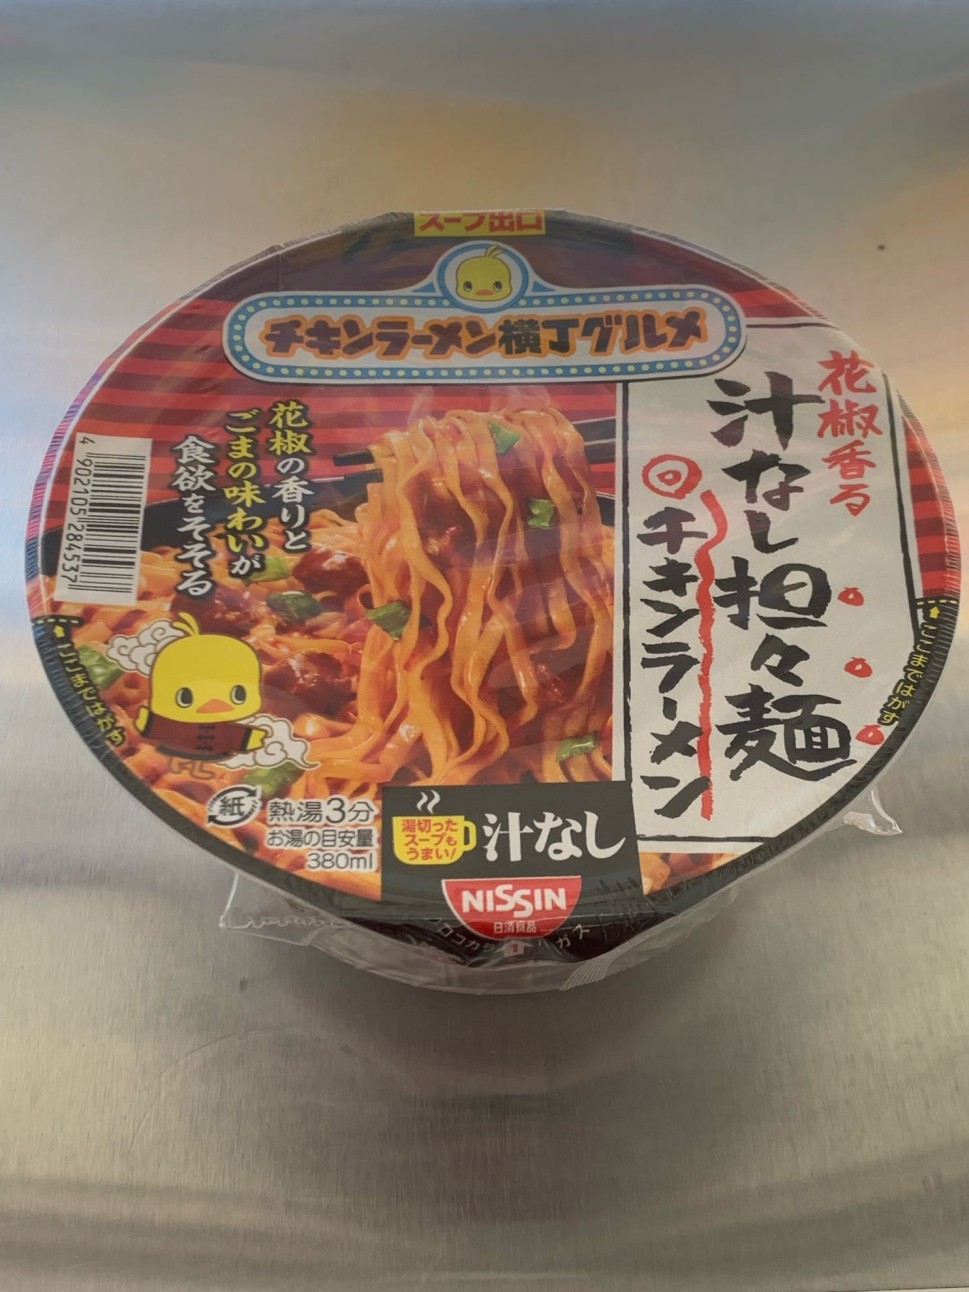 スープ出口
チキンラーメン横丁グルメ
花椒香る
汁なし担々麺
チキンラーメン
花椒の香りと
ごまの味わいが
食欲をそそる
4 902105 284537
ここまではがす
ここまではがす
紙
熱湯3分
お湯の目安量
380ml
湯切った
スープも
うまい!
汁なし
NISSIN
日清食品